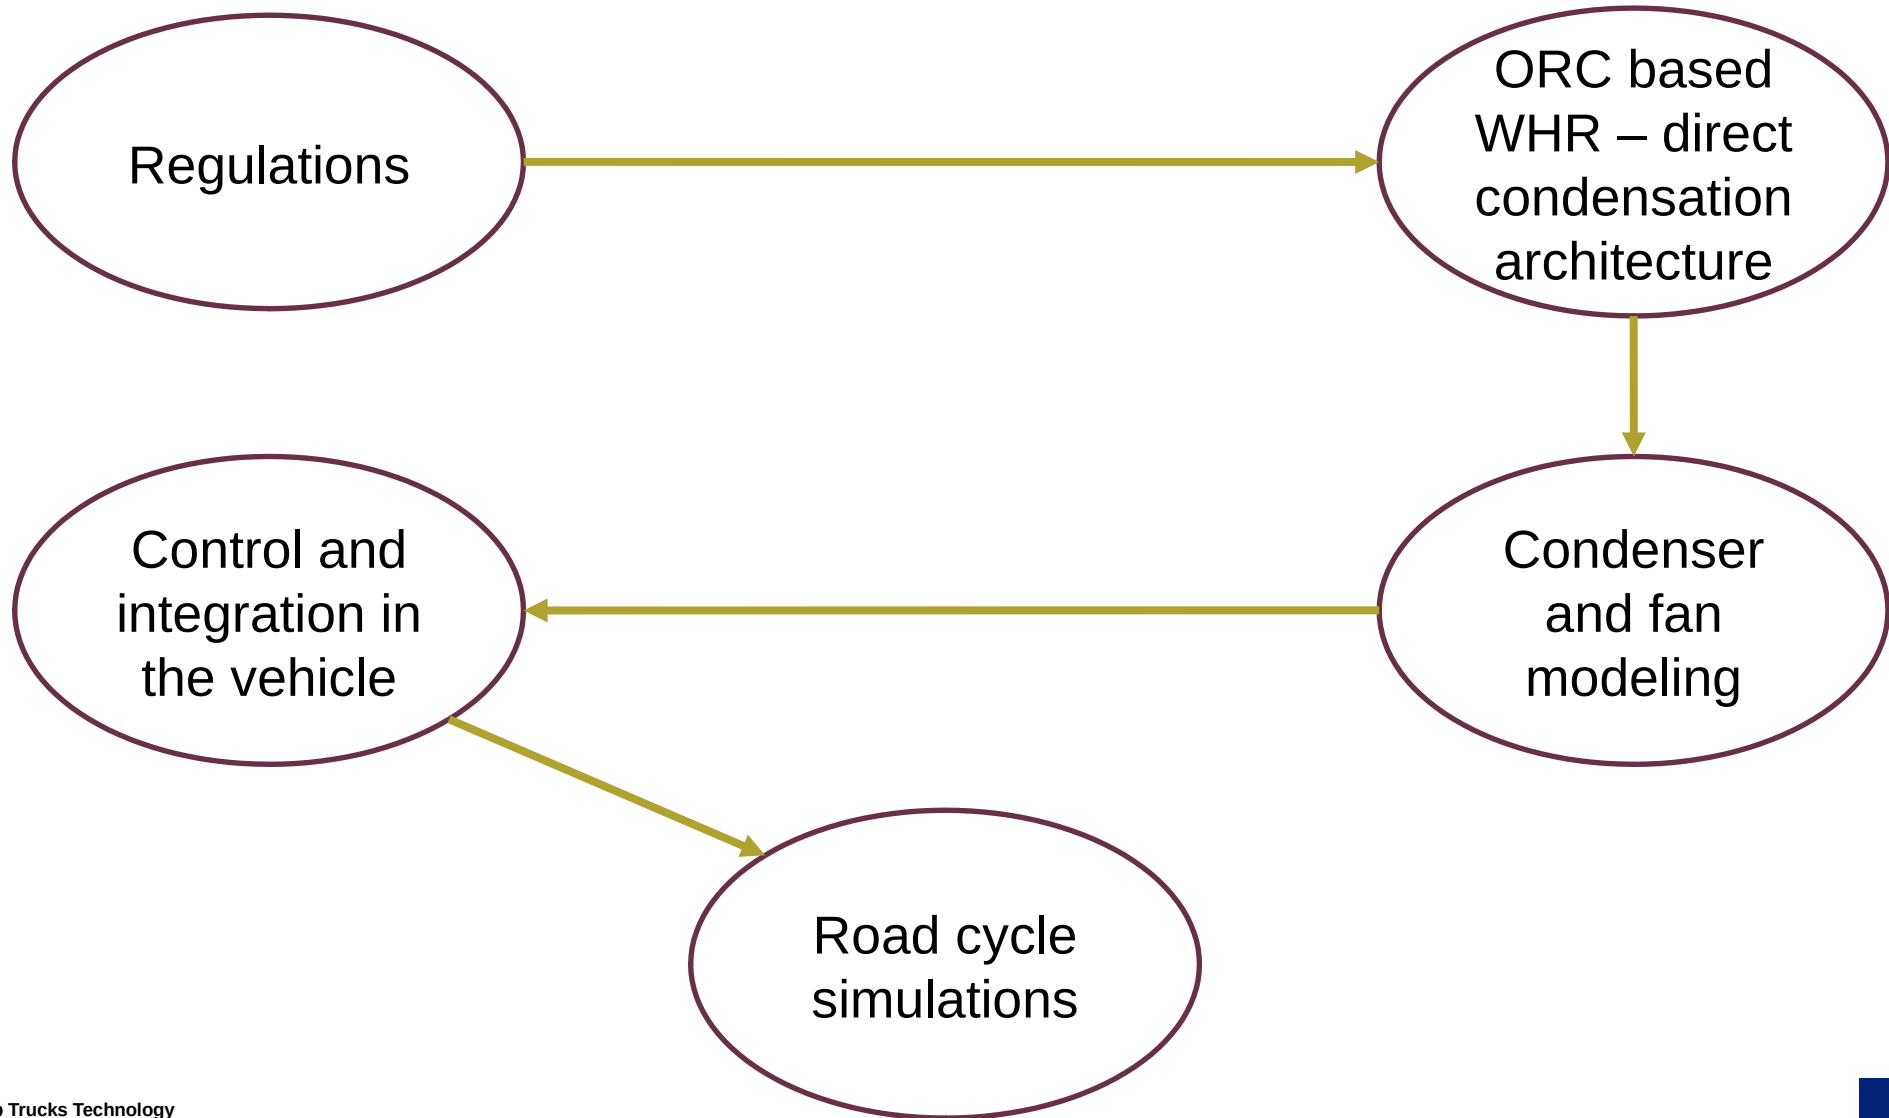 Regulations
ORC based
WHR – direct
condensation
architecture
Control and
integration in
the vehicle
Condenser
and fan
modeling
Road cycle
simulations
Trucks Technology